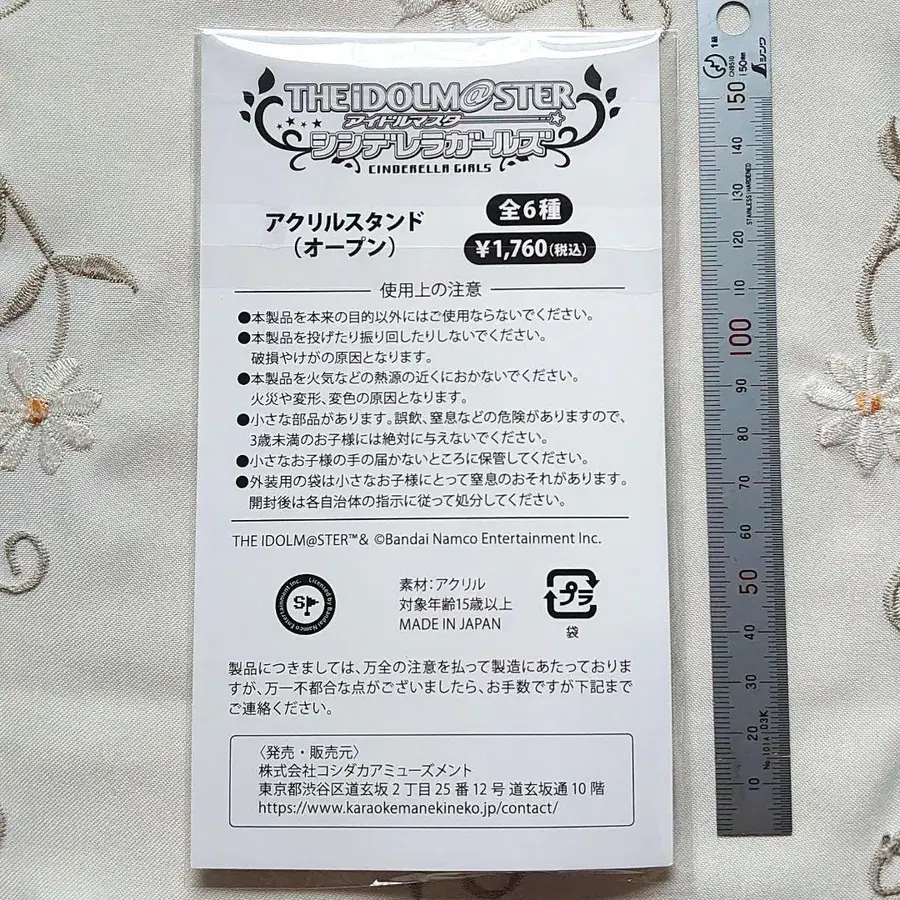 THE iDOLM@STER
アイドルマスター
シンデレラガールズ
CINDERELLA GIRLS
アクリルスタンド
（オープン）
全6種
¥1,760(税込)
使用上の注意
●本製品を本来の目的以外にはご使用ならないでください。
●本製品を投げたり振り回したりしないでください。
破損やけがの原因となります。
●本製品を火気などの熱源の近くにおかないでください。
火災や変形、変色の原因となります。
●小さな部品があります。誤飲、窒息などの危険がありますので、
3歳未満のお子様には絶対に与えないでください。
●小さなお子様の手の届かないところに保管してください。
●外装用の袋は小さなお子様にとって窒息のおそれがあります。
開封後は各自治体の指示に従って処分してください。
THE IDOLM@STER™& ©Bandai Namco Entertainment Inc.
Licensed by Bandai Namco Entertainment Inc.
S
素材：アクリル
対象年齢15歳以上
MADE IN JAPAN
プラ
袋
製品につきましては、万全の注意を払って製造にあたっておりま
すが、万一不都合な点がございましたら、お手数ですが下記まで
ご連絡ください。
〈発売・販売元〉
株式会社コシダカアミューズメント
東京都渋谷区道玄坂2丁目25番12号 道玄坂通10階
https://www.karaokemanekineko.jp/contact/
1級
シンワ
150mm
150
140
130
STAINLESS HARDENED
120
110
100
90
80
70
60
50
40
30
20
10
No.101A 03K